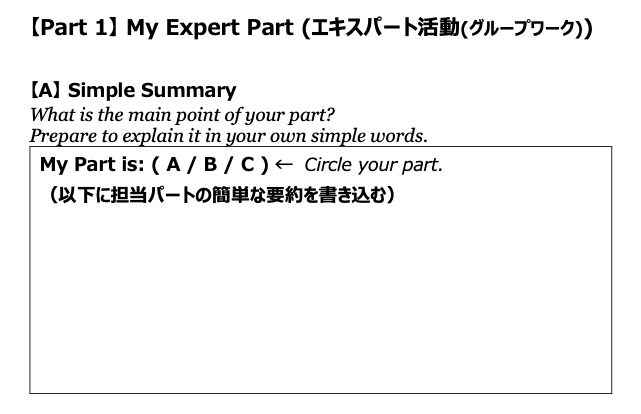 【Part 1】 My Expert Part (エキスパート活動(グループワーク))
【A】 Simple Summary
What is the main point of your part?
Prepare to explain it in your own simple words.
My Part is: ( A / B / C ) ← Circle your part.
（以下に担当パートの簡単な要約を書き込む）